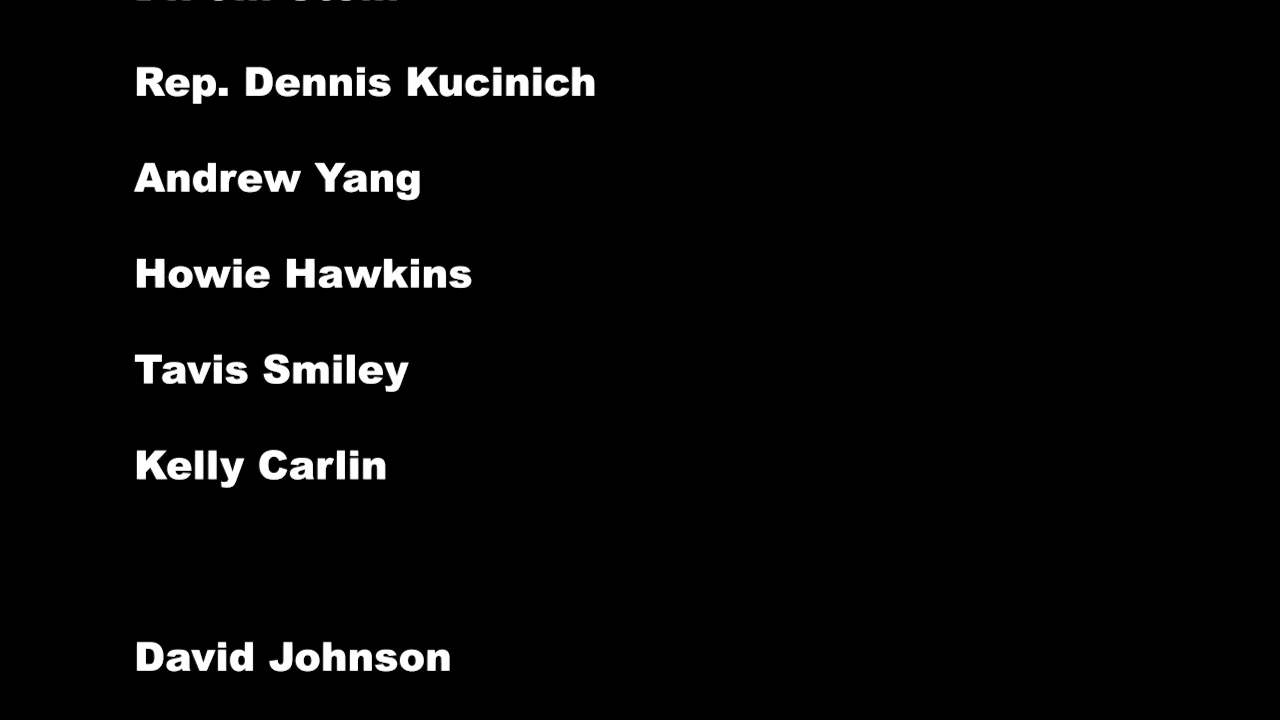 Rep. Dennis Kucinich
Andrew Yang
Howie Hawkins
Tavis Smiley
Kelly Carlin
David Johnson